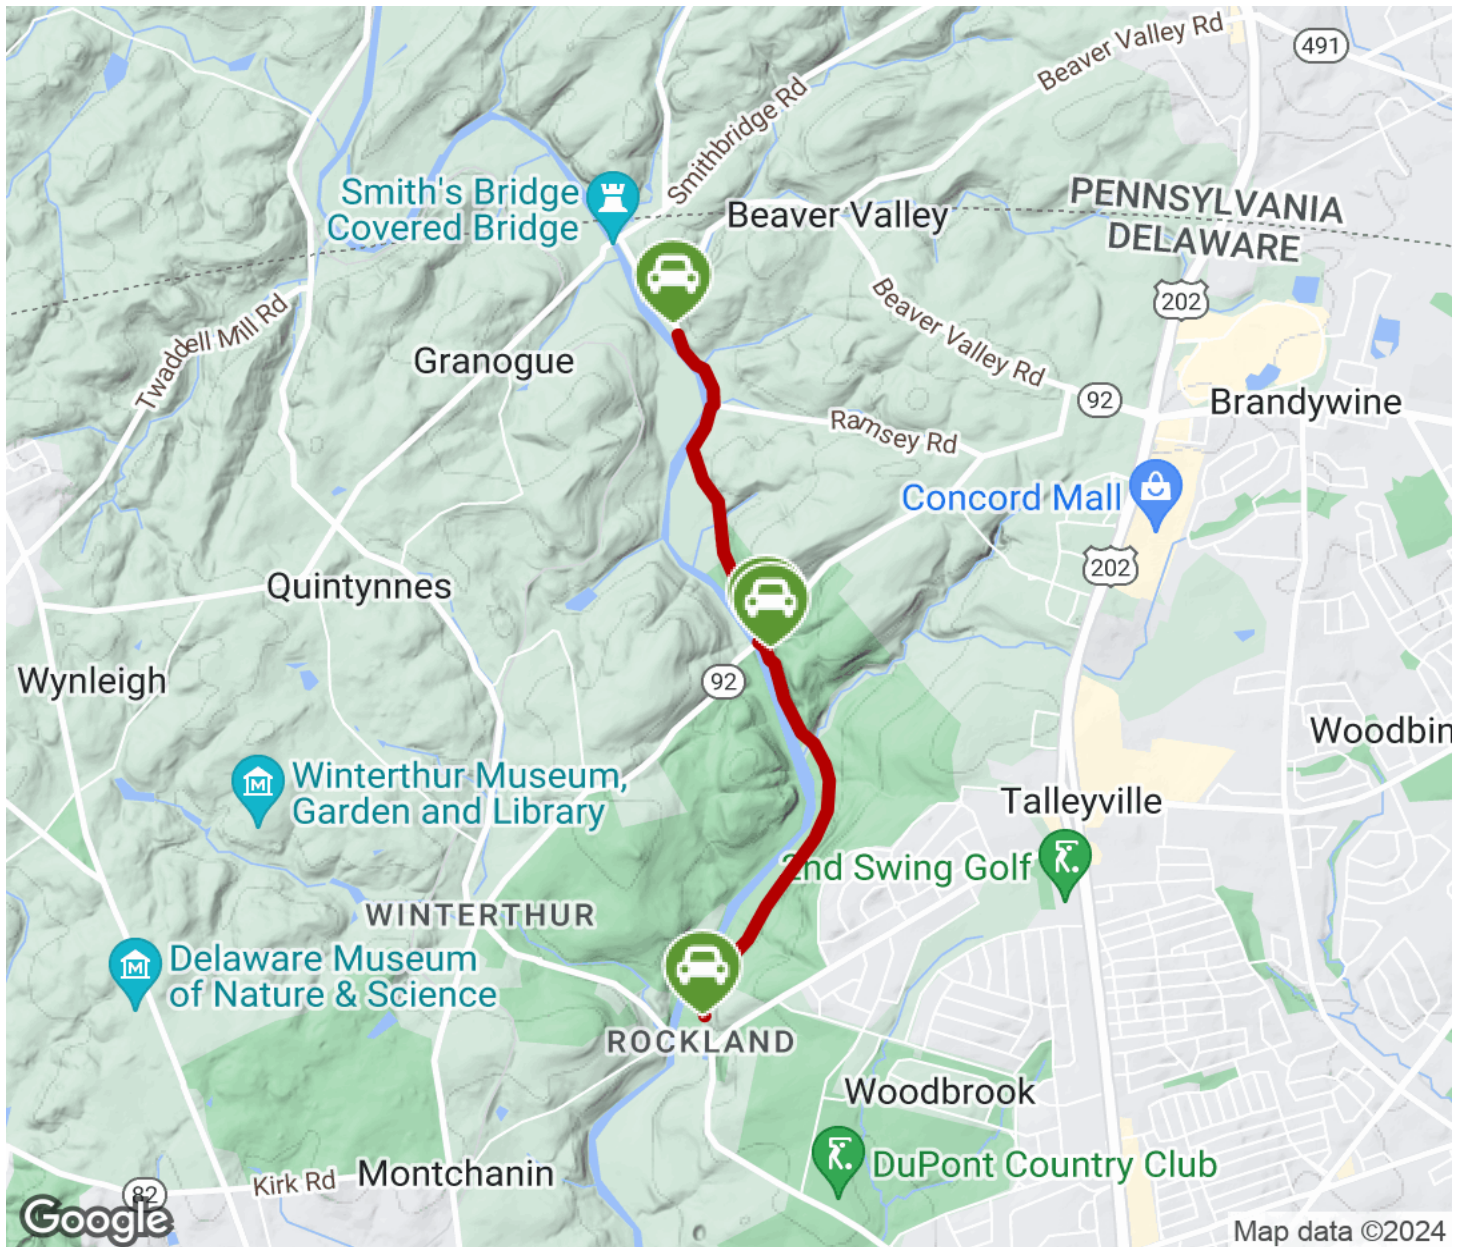 Beaver Valley Rd
491
Smithbridge Rd
Smith's Bridge
Covered Bridge
Beaver Valley
PENNSYLVANIA
DELAWARE
202
Beaver Valley Rd
Twaddell Mill Rd
Granogue
92
Brandywine
Ramsey Rd
Concord Mall
202
Quintynnes
Wynleigh
92
Woodbin
Winterthur Museum,
Garden and Library
Talleyville
2nd Swing Golf
WINTERTHUR
Delaware Museum
of Nature & Science
ROCKLAND
Woodbrook
DuPont Country Club
Montchanin
Kirk Rd
82
Google
Map data ©2024